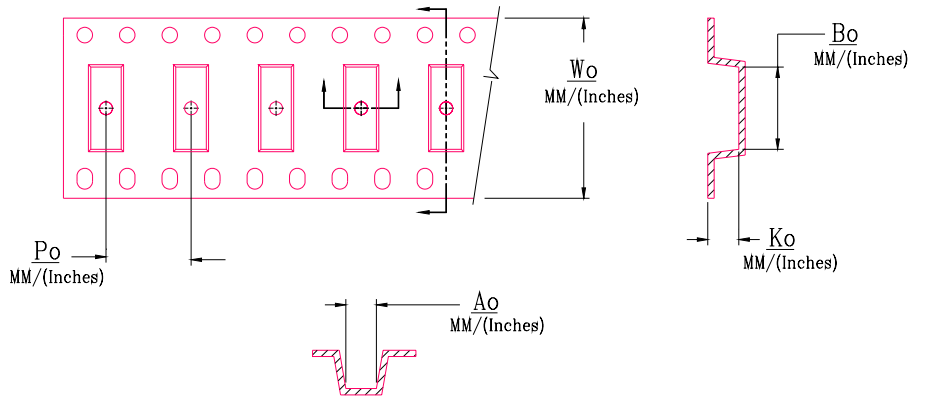 Wo
MM/(Inches)
Bo
MM/(Inches)
Po
MM/(Inches)
Ko
MM/(Inches)
Ao
MM/(Inches)